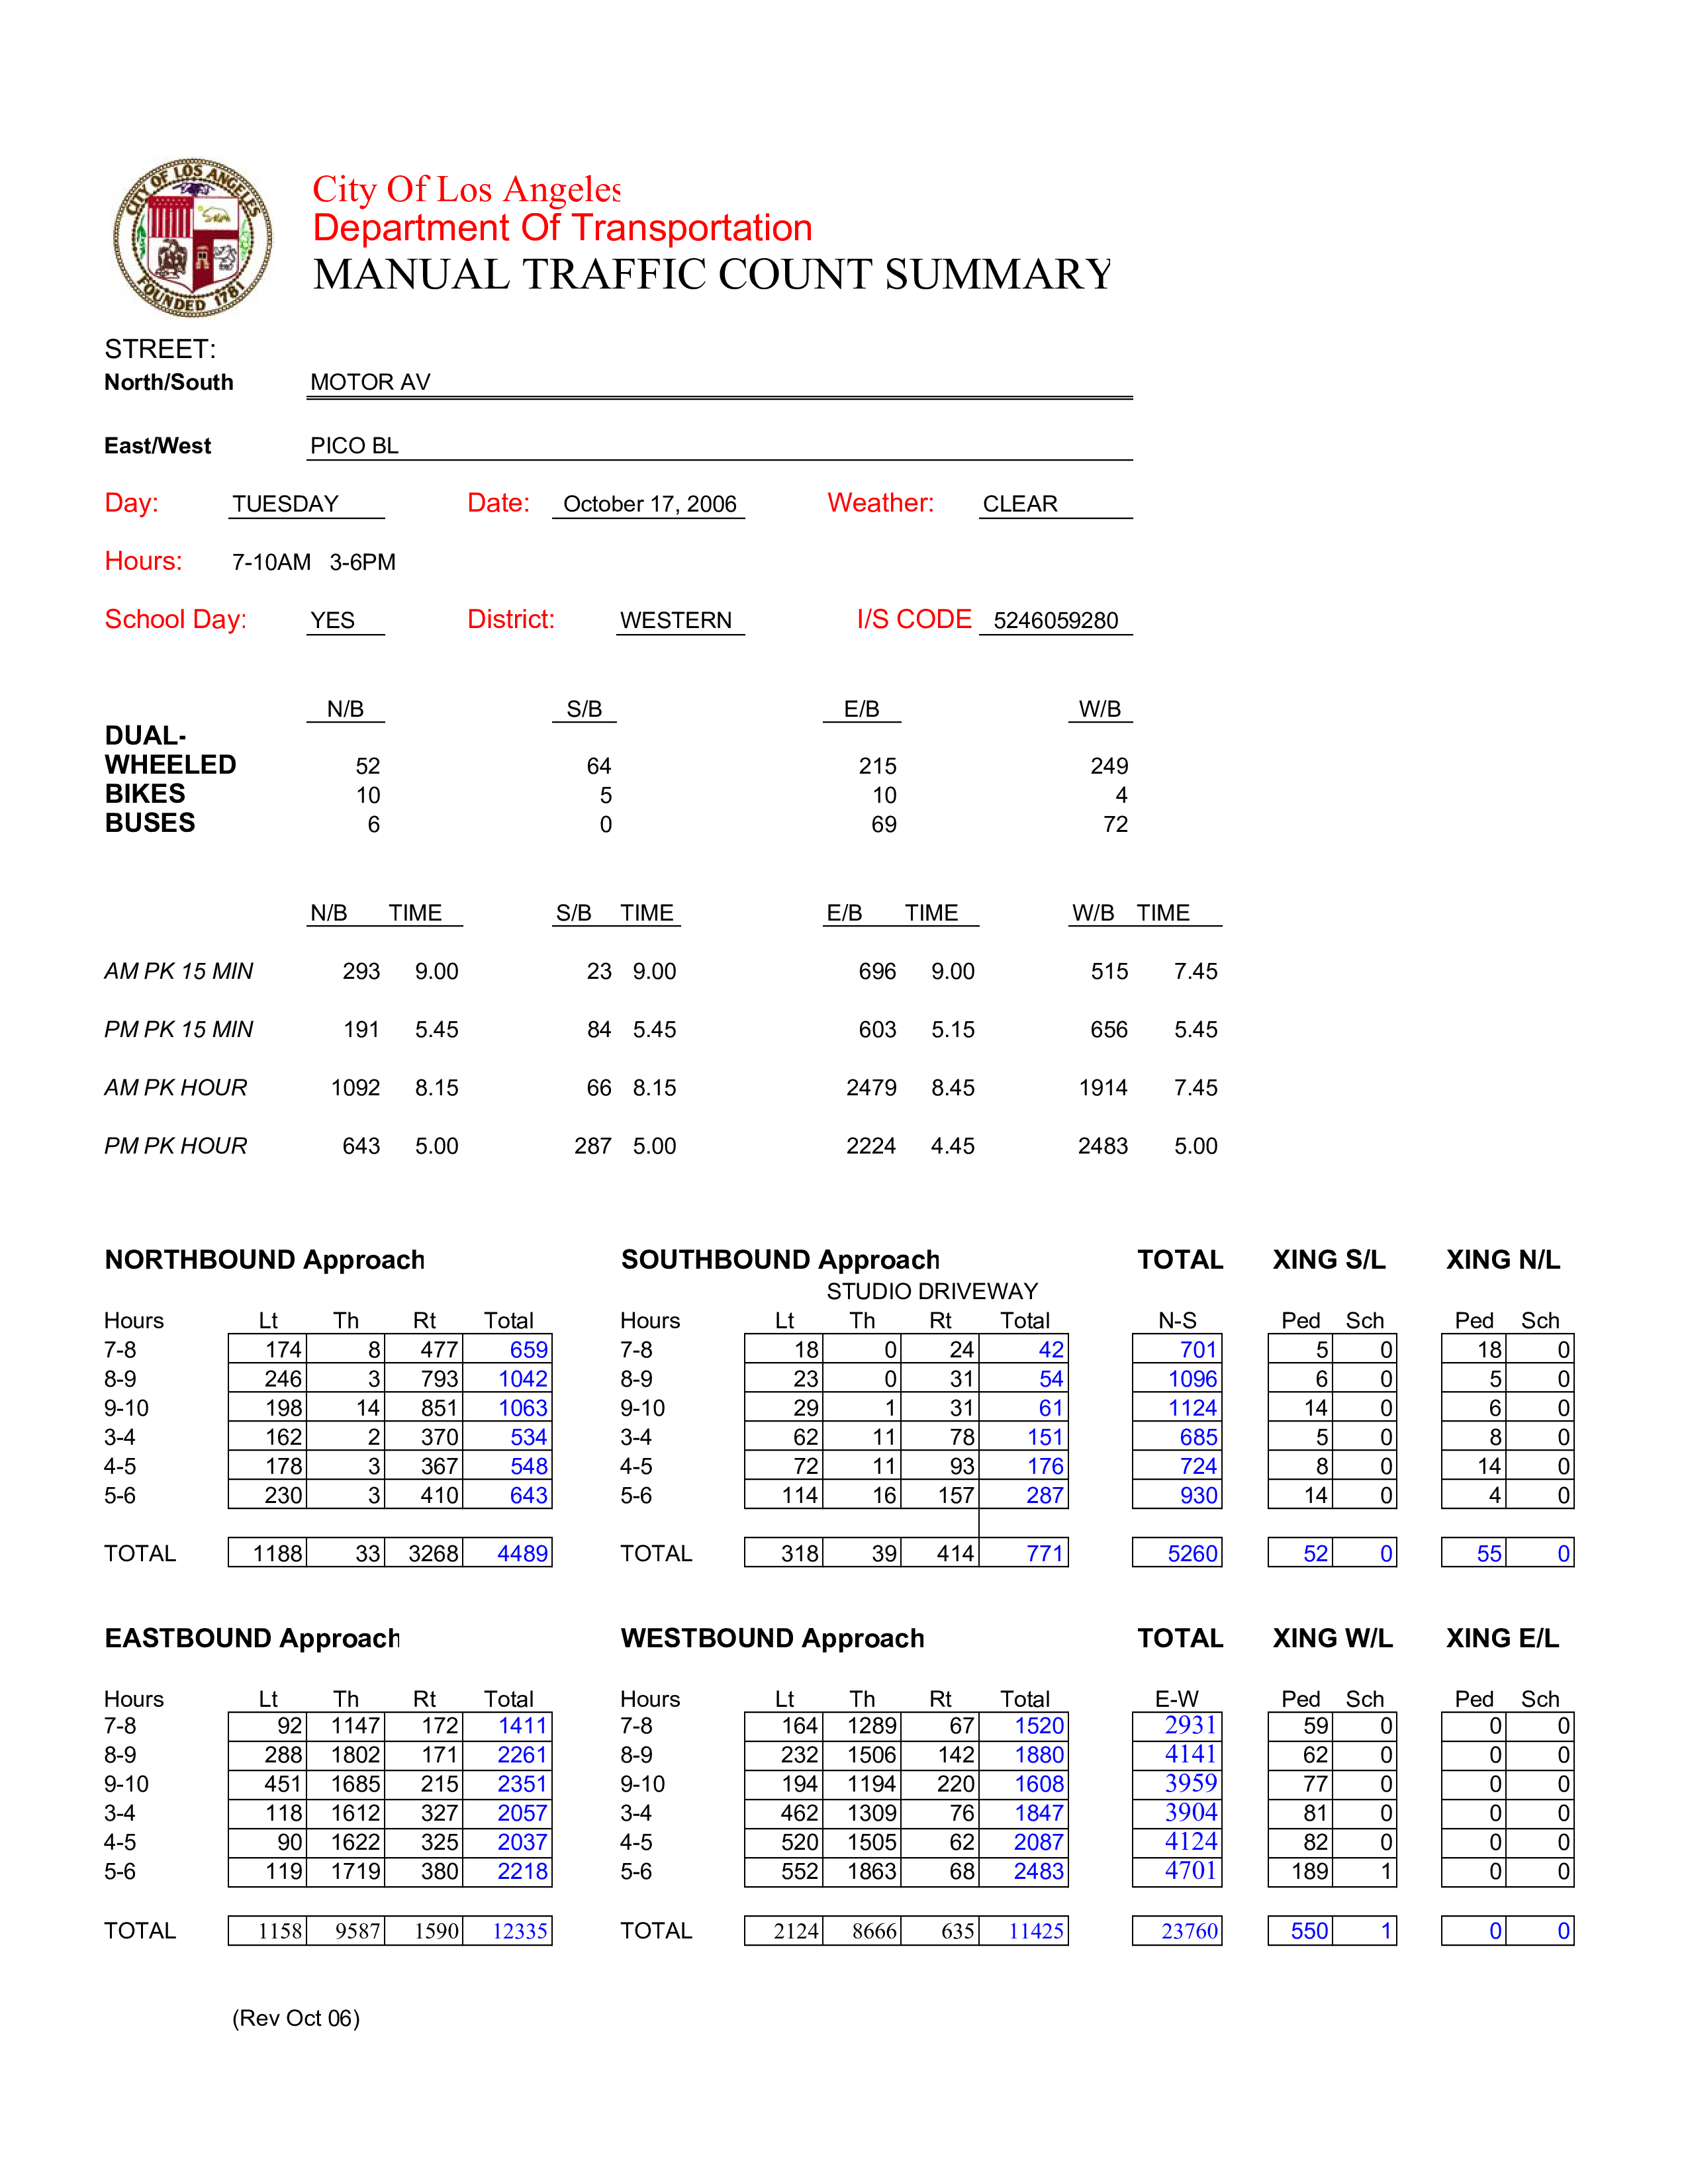 CITY OF LOS ANGELES
FOUNDED 1781
City Of Los Angeles
Department Of Transportation
MANUAL TRAFFIC COUNT SUMMARY
STREET:
North/South MOTOR AV
East/West PICO BL
Day: TUESDAY Date: October 17, 2006 Weather: CLEAR
Hours: 7-10AM 3-6PM
School Day: YES District: WESTERN I/S CODE 5246059280
N/B S/B E/B W/B
DUAL-
WHEELED 52 64 215 249
BIKES 10 5 10 4
BUSES 6 0 69 72
N/B TIME S/B TIME E/B TIME W/B TIME
AM PK 15 MIN 293 9.00 23 9.00 696 9.00 515 7.45
PM PK 15 MIN 191 5.45 84 5.45 603 5.15 656 5.45
AM PK HOUR 1092 8.15 66 8.15 2479 8.45 1914 7.45
PM PK HOUR 643 5.00 287 5.00 2224 4.45 2483 5.00
NORTHBOUND Approach SOUTHBOUND Approach TOTAL XING S/L XING N/L
STUDIO DRIVEWAY
Hours Lt Th Rt Total Hours Lt Th Rt Total N-S Ped Sch Ped Sch
7-8 174 8 477 659 7-8 18 0 24 42 701 5 0 18 0
8-9 246 3 793 1042 8-9 23 0 31 54 1096 6 0 5 0
9-10 198 14 851 1063 9-10 29 1 31 61 1124 14 0 6 0
3-4 162 2 370 534 3-4 62 11 78 151 685 5 0 8 0
4-5 178 3 367 548 4-5 72 11 93 176 724 8 0 14 0
5-6 230 3 410 643 5-6 114 16 157 287 930 14 0 4 0
TOTAL 1188 33 3268 4489 TOTAL 318 39 414 771 5260 52 0 55 0
EASTBOUND Approach WESTBOUND Approach TOTAL XING W/L XING E/L
Hours Lt Th Rt Total Hours Lt Th Rt Total E-W Ped Sch Ped Sch
7-8 92 1147 172 1411 7-8 164 1289 67 1520 2931 59 0 0 0
8-9 288 1802 171 2261 8-9 232 1506 142 1880 4141 62 0 0 0
9-10 451 1685 215 2351 9-10 194 1194 220 1608 3959 77 0 0 0
3-4 118 1612 327 2057 3-4 462 1309 76 1847 3904 81 0 0 0
4-5 90 1622 325 2037 4-5 520 1505 62 2087 4124 82 0 0 0
5-6 119 1719 380 2218 5-6 552 1863 68 2483 4701 189 1 0 0
TOTAL 1158 9587 1590 12335 TOTAL 2124 8666 635 11425 23760 550 1 0 0
(Rev Oct 06)